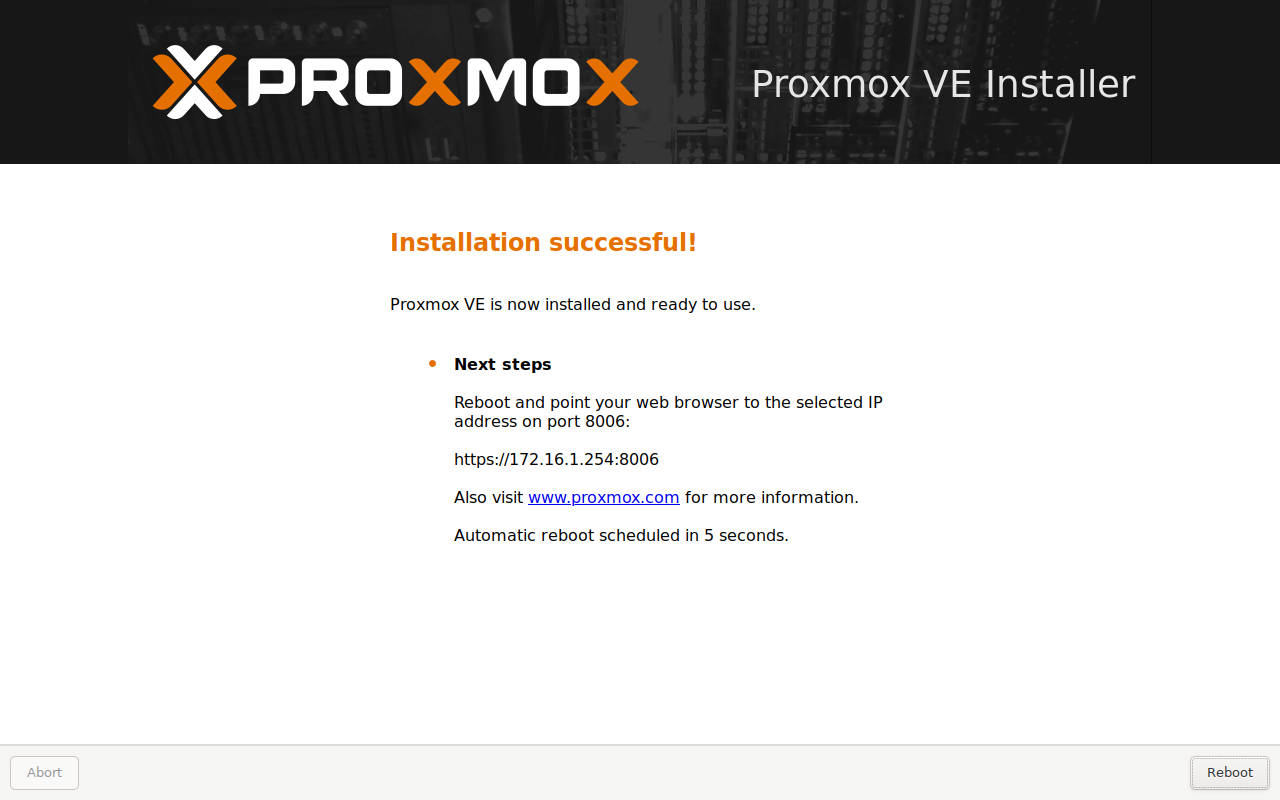 PROXMOX
Proxmox VE Installer
Installation successful!
Proxmox VE is now installed and ready to use.
Next steps
Reboot and point your web browser to the selected IP
address on port 8006:
https://172.16.1.254:8006
Also visit www.proxmox.com for more information.
Automatic reboot scheduled in 5 seconds.
Abort
Reboot